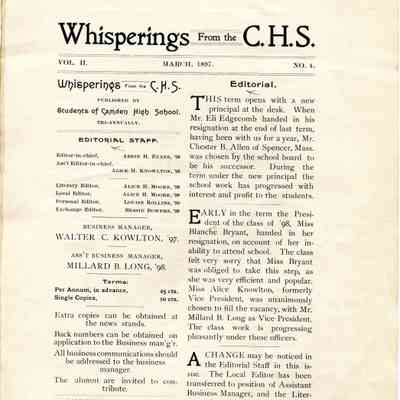 Whisperings From the C.H.S.
VOL. II. MARCH, 1897. NO. 4.
Whisperings From the C.H.S.
PUBLISHED BY
Students of Camden High School.
TRI-ANNUALLY.
EDITORIAL STAFF.
Editor-in-chief,
Ass't Editor-in-chief,
ALICE M. KNOWLTON, '98
Literary Editor, ALICE H. MOORE, '98
Local Editor, ALICE H. MOORE, '98
Personal Editor, LOUISE ROLLINS,
Exchange Editor, BESSIE BOWERS, '98
BUSINESS MANAGER,
WALTER C. KOWLTON, '97.
ASS'T BUSINESS MANAGER,
MILLARD B. LONG, '98.
Terms:
Per Annum, in advance, 25 cts.
Single Copies, 10 cts.
Extra copies can be obtained at
the news stands.
Back numbers can be obtained on
application to the Business man'g'r.
All business communications should
be addressed to the business
manager.
The alumni are invited to con-
tribute.
Editorial.
THIS term opens with a new
principal at the desk. When
Mr. Eli Edgecomb handed in his
resignation at the end of last term,
having been with us for a year, Mr.
Chester B. Allen of Spencer, Mass.
was chosen by the school board to
be his successor. During the
term under the new principal the
school has progressed with
interest and profit to the students.
EARLY in the term the Presi-
dent of the class of '98, Miss
Blanche Bryant, handed in her
resignation, on account of her in-
ability to attend school. The class
felt very sorry that Miss Bryant
was obliged to take this step, as
she was very efficient and popular.
Miss Alice Knowlton, formerly
Vice President, was unanimously
chosen to fill the vacancy, with Mr.
Millard B. Long as Vice President.
The class work is progressing
pleasantly under these officers.
A CHANGE may be noticed in
the Editorial Staff in this is-
sue. The Local Editor has been
transferred to position of Assistant
Business Manager, and the Liter-